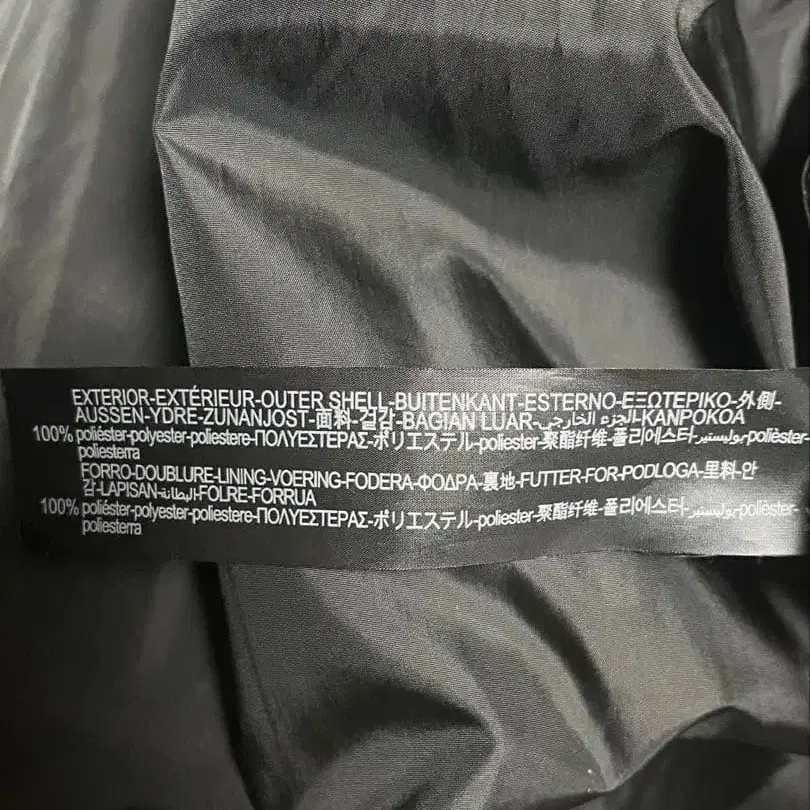 EXTERIOR-EXTÉRIEUR-OUTER SHELL-BUITENKANT-ESTERNO-ΕΞΩΤΕΡΙΚΟ-外側-
AUSSEN-YDRE-ZUNANJOST-面料-겉감-BAGIAN LUAR-الجزء الخارجي-KANPOKOA
100% poliéster-polyester-poliestere-ΠΟΛΥΕΣΤΕΡΑΣ-ポリエステル-poliester-聚酯纤维-폴리에스터-بوليستير-polièster-
poliesterra
FORRO-DOUBLURE-LINING-VOERING-FODERA-ΦΟΔΡΑ-裏地-FUTTER-FOR-PODLOGA-里料-안
감-LAPISAN-البطانة-FOLRE-FORRUA
100% poliéster-polyester-poliestere-ΠΟΛΥΕΣΤΕΡΑΣ-ポリエステル-poliester-聚酯纤维-폴리에스터-بوليستير-polièster-
poliesterra